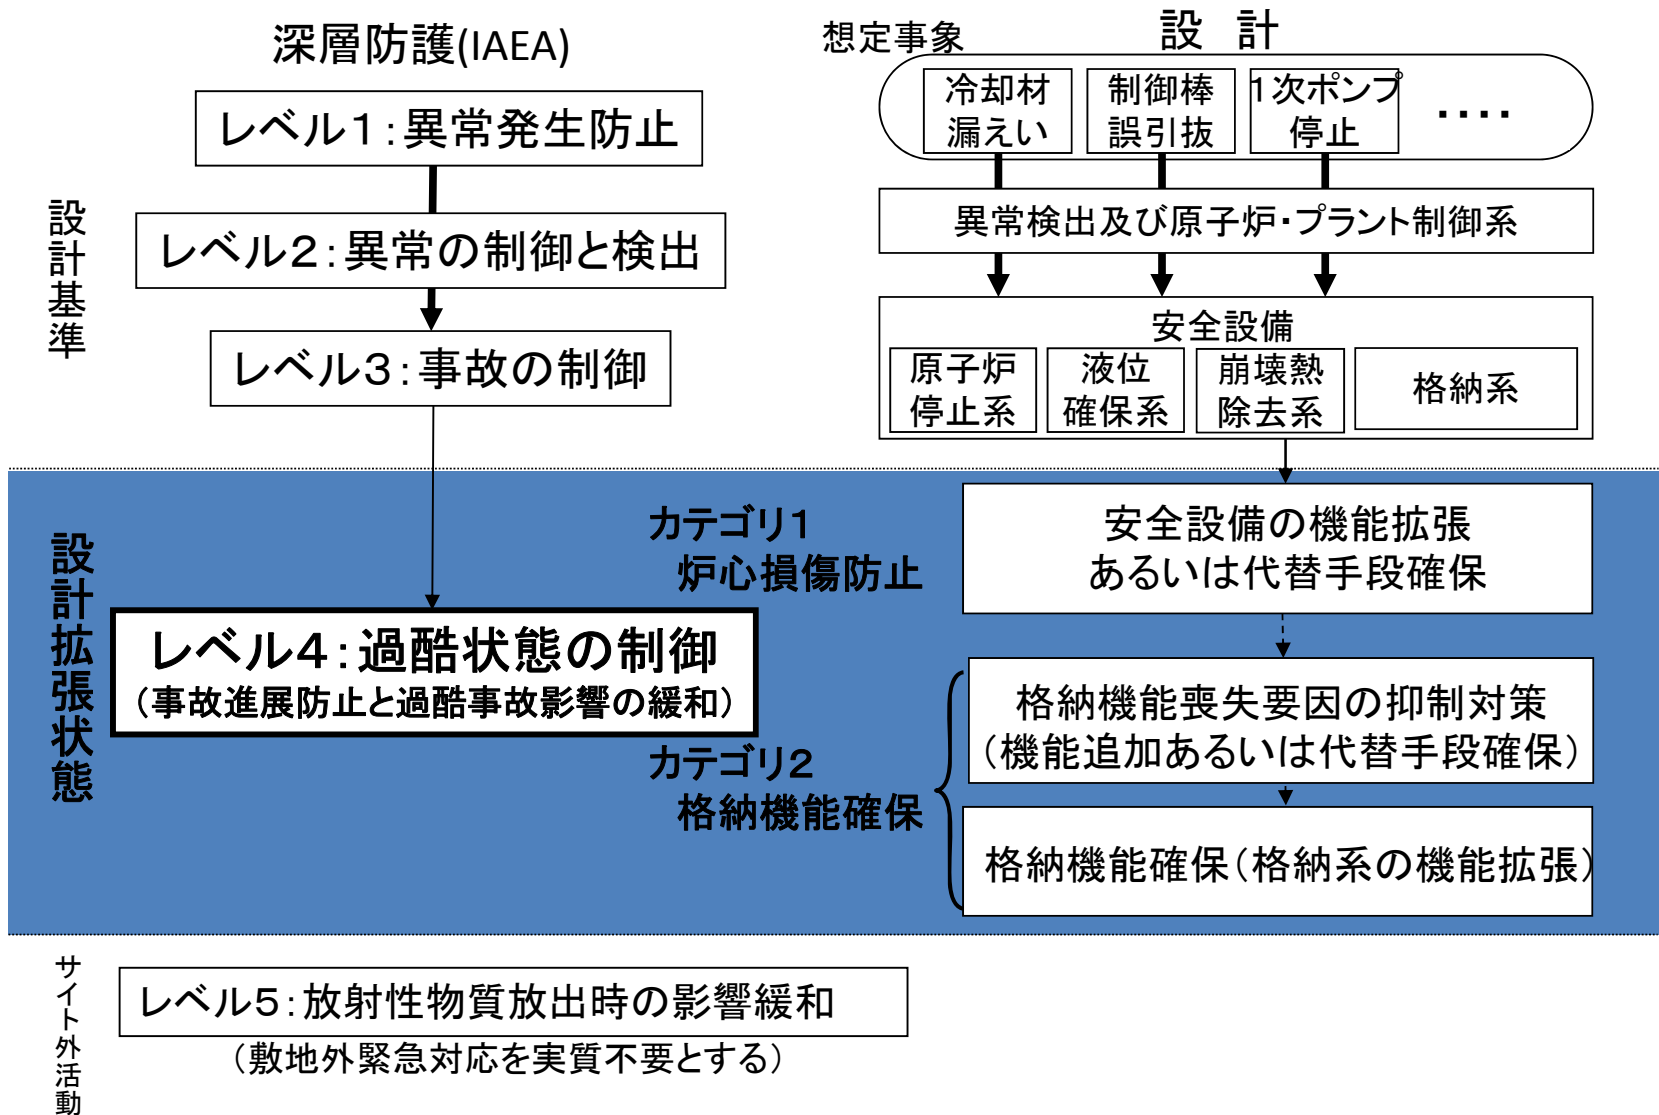 深層防護(IAEA)
レベル１：異常発生防止
レベル２：異常の制御と検出
レベル３：事故の制御
設計基準
想定事象
設　計
冷却材
漏えい
制御棒
誤引抜
１次ポンプ
停止
・・・・
異常検出及び原子炉・プラント制御系
安全設備
原子炉
停止系
液位
確保系
崩壊熱
除去系
格納系
設計拡張状態
レベル４：過酷状態の制御
（事故進展防止と過酷事故影響の緩和）
カテゴリ１
炉心損傷防止
安全設備の機能拡張
あるいは代替手段確保
カテゴリ２
格納機能確保
格納機能喪失要因の抑制対策
（機能追加あるいは代替手段確保）
格納機能確保（格納系の機能拡張）
サイト外活動
レベル５：放射性物質放出時の影響緩和
（敷地外緊急対応を実質不要とする）